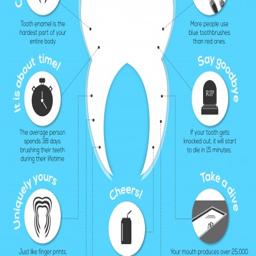 Tooth enamel is the
hardest part of your
entire body
More people use
blue toothbrushes
than red ones.
It is about time!
The average person
spends 38 days
brushing their teeth
during their lifetime
Say goodbye
RIP
If your tooth gets
knocked out, it will start
to die in 15 minutes.
Uniquely yours
Just like finger prints,
Cheers!
Take a dive
Your mouth produces over 25,000